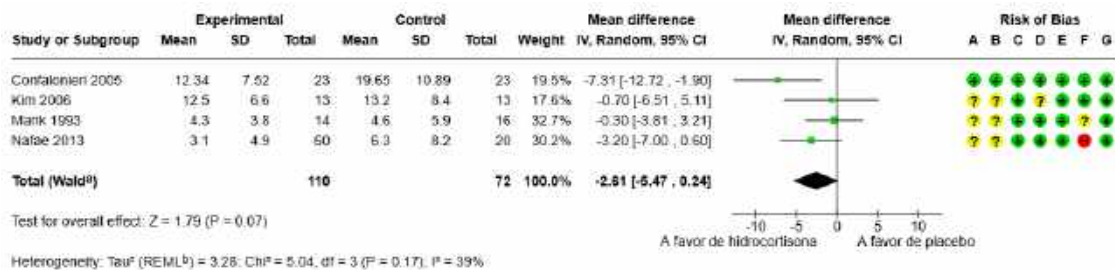 Experimental Control Mean difference Mean difference Risk of Bias
Study or Subgroup Mean SD Total Mean SD Total Weight IV, Random, 95% CI IV, Random, 95% CI A B C D E F G
Confalonieri 2005 12.34 7.52 23 19.65 10.89 23 19.5% -7.31 [-12.72 , -1.90] + + + + + + +
Kim 2006 12.5 6.6 13 13.2 8.4 13 17.6% -0.70 [-6.51 , 5.11] ? ? + ? + + +
Marik 1993 4.3 3.8 14 4.6 5.9 16 32.7% -0.30 [-3.81 , 3.21] ? ? + + + ? +
Nafae 2013 3.1 4.9 60 6.3 8.2 20 30.2% -3.20 [-7.00 , 0.60] ? ? + + + +
Total (Waldª) 110 72 100.0% -2.61 [-5.47 , 0.24]
Test for overall effect: Z = 1.79 (P = 0.07)
-10 -5 0 5 10
A favor de hidrocortisona A favor de placebo
Heterogeneity: Tau² (REMLᵇ) = 3.28; Chi² = 5.04, df = 3 (P = 0.17); I² = 39%